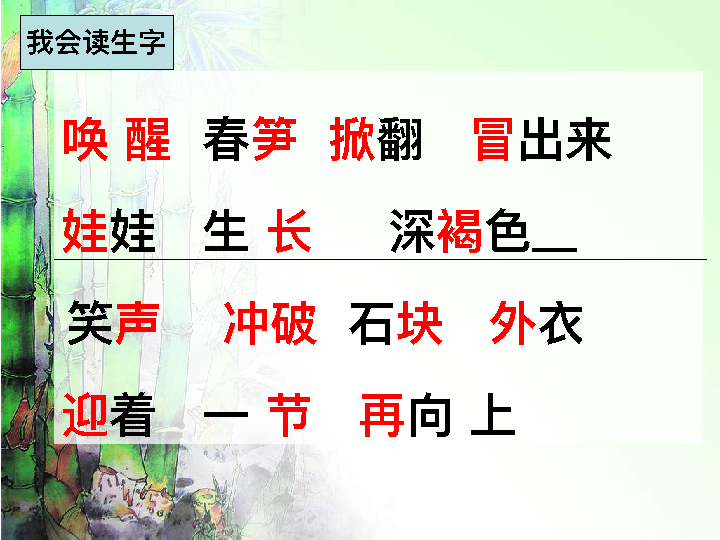 我会读生字
唤 醒 春笋 掀翻 冒出来
娃娃 生 长 深褐色
笑声 冲破 石块 外衣
迎着 一 节 再向 上